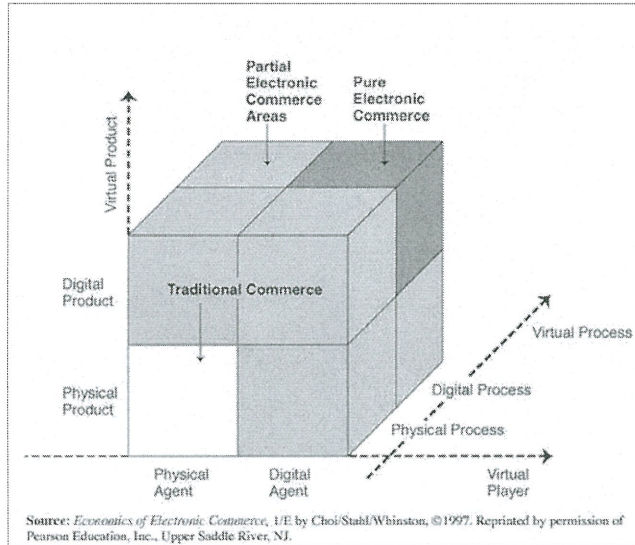 Partial
Electronic
Commerce
Areas
Pure
Electronic
Commerce
Virtual Product
Digital
Product
Traditional Commerce
Virtual Process
Physical
Product
Digital Process
Physical Process
Physical
Agent
Digital
Agent
Virtual
Player
Source: Economics of Electronic Commerce, 1/E by Choi/Stahl/Whinston, ©1997. Reprinted by permission of
Pearson Education, Inc., Upper Saddle River, NJ.